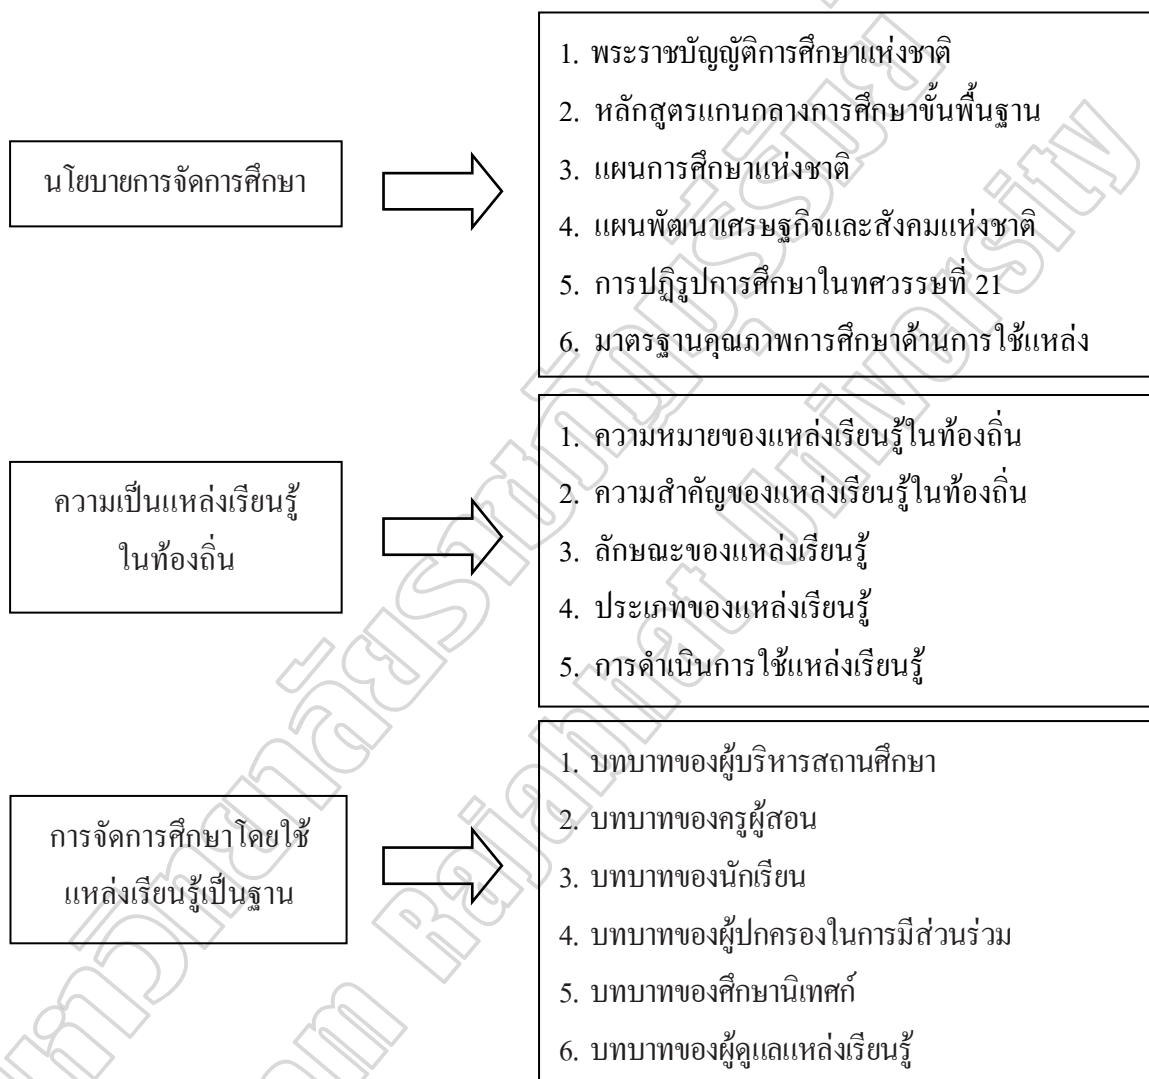 นโยบายการจัดการศึกษา
1. พระราชบัญญัติการศึกษาแห่งชาติ
2. หลักสูตรแกนกลางการศึกษาขั้นพื้นฐาน
3. แผนการศึกษาแห่งชาติ
4. แผนพัฒนาเศรษฐกิจและสังคมแห่งชาติ
5. การปฏิรูปการศึกษาในทศวรรษที่ 21
6. มาตรฐานคุณภาพการศึกษาด้านการใช้แหล่ง
ความเป็นแหล่งเรียนรู้
ในท้องถิ่น
1. ความหมายของแหล่งเรียนรู้ในท้องถิ่น
2. ความสำคัญของแหล่งเรียนรู้ในท้องถิ่น
3. ลักษณะของแหล่งเรียนรู้
4. ประเภทของแหล่งเรียนรู้
5. การดำเนินการใช้แหล่งเรียนรู้
การจัดการศึกษาโดยใช้
แหล่งเรียนรู้เป็นฐาน
1. บทบาทของผู้บริหารสถานศึกษา
2. บทบาทของครูผู้สอน
3. บทบาทของนักเรียน
4. บทบาทของผู้ปกครองในการมีส่วนร่วม
5. บทบาทของศึกษานิเทศก์
6. บทบาทของผู้ดูแลแหล่งเรียนรู้
Rajabhat University